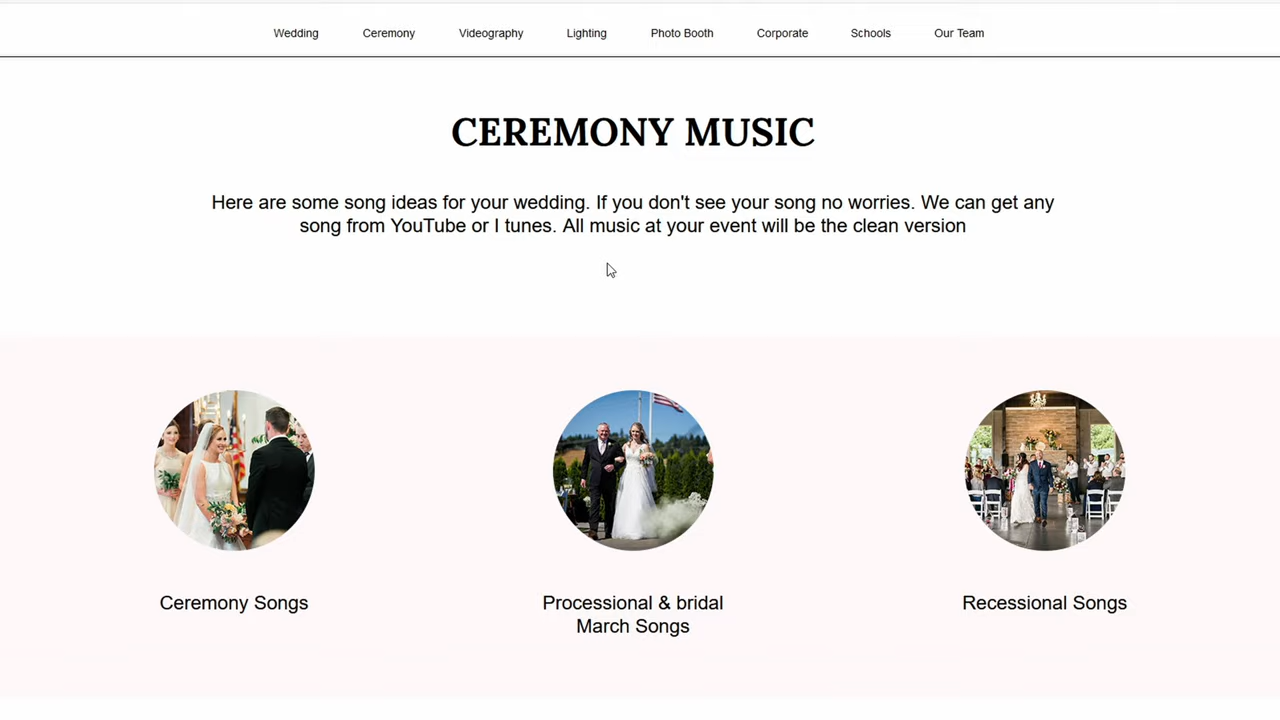 Wedding Ceremony Videography Lighting Photo Booth Corporate Schools Our Team
CEREMONY MUSIC
Here are some song ideas for your wedding. If you don't see your song no worries. We can get any
song from YouTube or I tunes. All music at your event will be the clean version
Ceremony Songs
Processional & bridal
March Songs
Recessional Songs